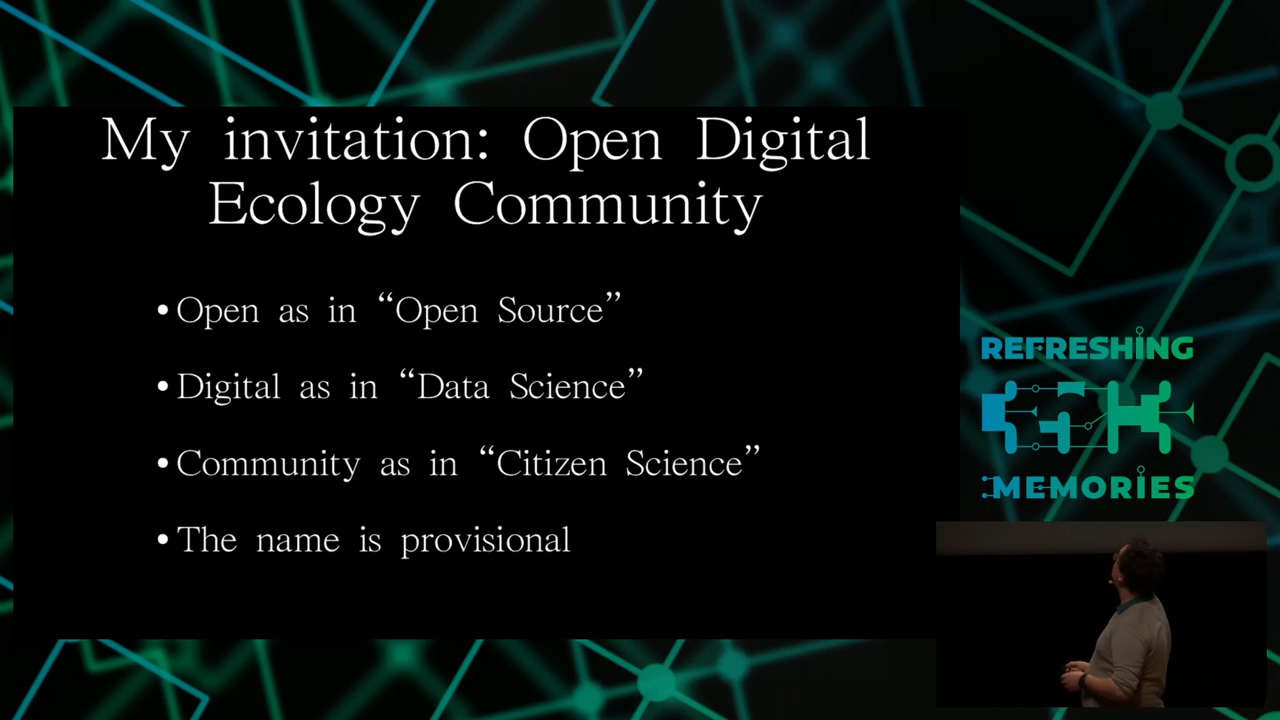 My invitation: Open Digital
Ecology Community
• Open as in “Open Source”
• Digital as in “Data Science”
• Community as in “Citizen Science”
• The name is provisional
REFRESHING
MEMORIES